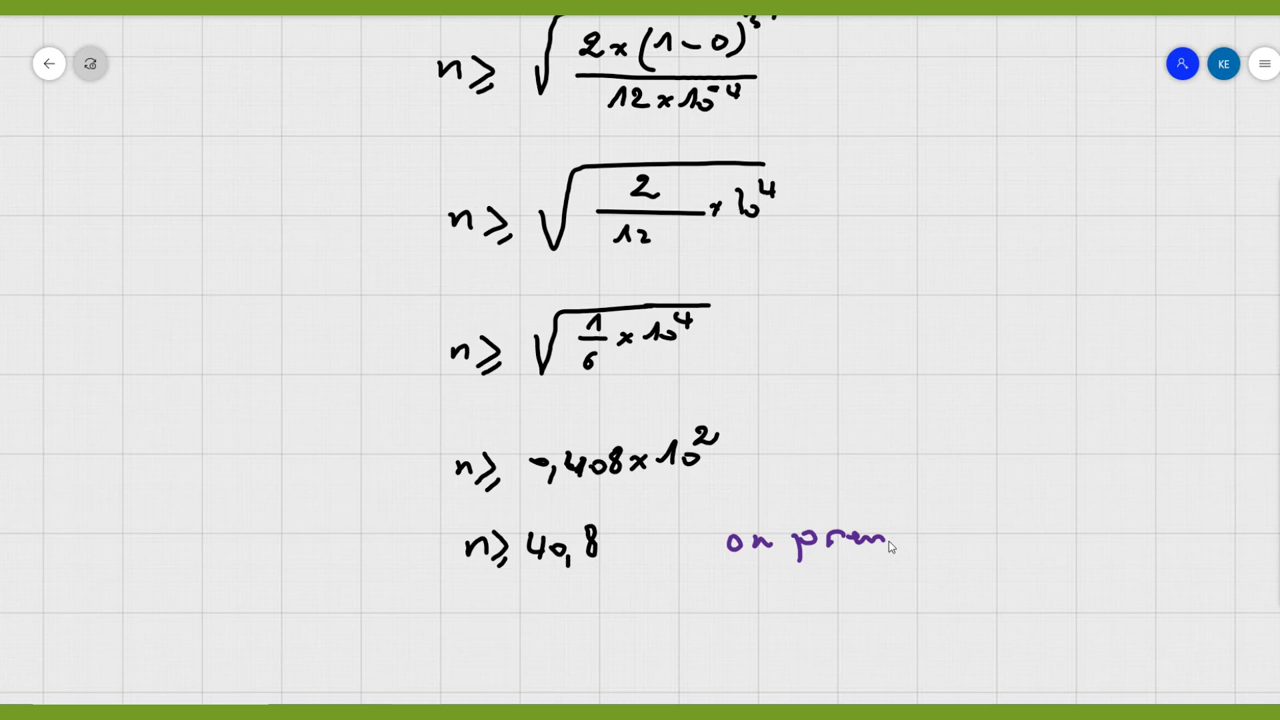 n ≥ √(2 × (1 - 0)³ / 12 × 10⁻⁴)
KE
n ≥ √(2 / 12 × 10⁴)
n ≥ √(1/6 × 10⁴)
n ≥ 0,408 × 10²
n ≥ 40,8 on pren